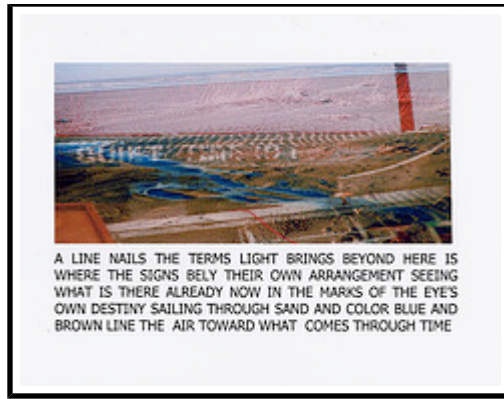 A LINE NAILS THE TERMS LIGHT BRINGS BEYOND HERE IS
WHERE THE SIGNS BELY THEIR OWN ARRANGEMENT SEEING
WHAT IS THERE ALREADY NOW IN THE MARKS OF THE EYE'S
OWN DESTINY SAILING THROUGH SAND AND COLOR BLUE AND
BROWN LINE THE AIR TOWARD WHAT COMES THROUGH TIME